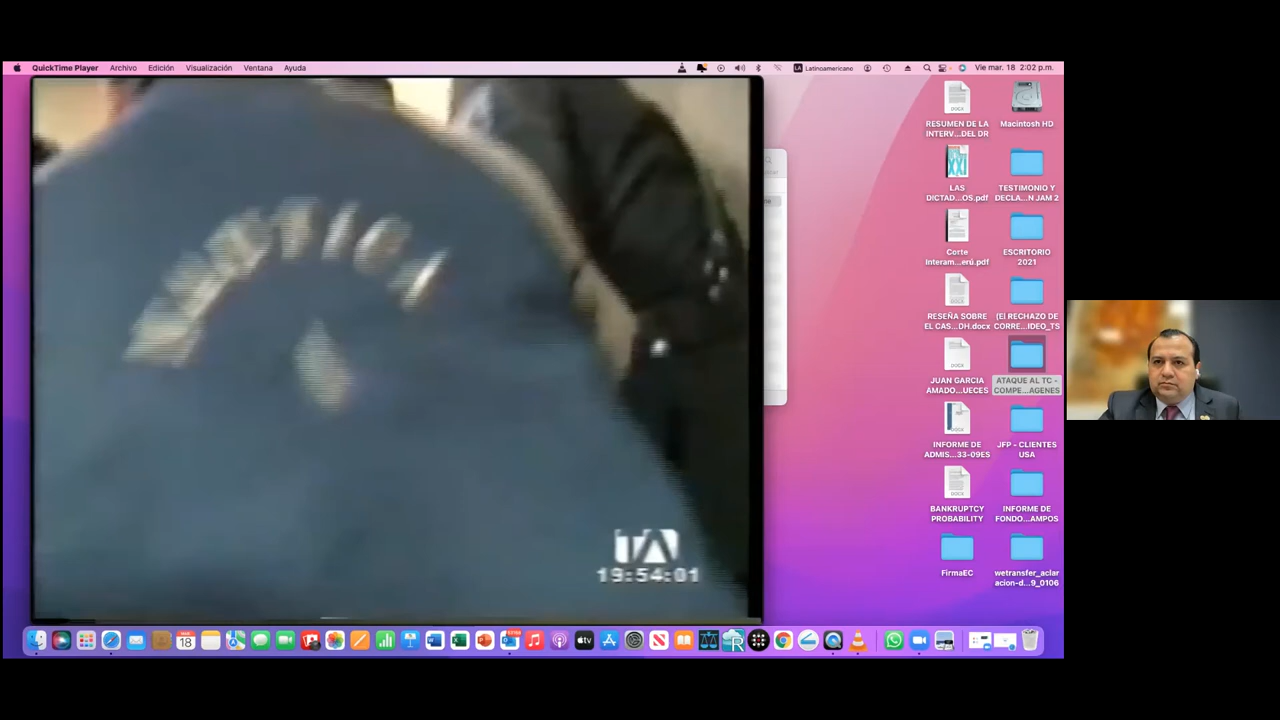 QuickTime Player Archivo Edición Visualización Ventana Ayuda
Latinoamericano Vie mar. 18 2:02 p.m.
RESUMEN DE LA
INTERV...DEL DR
Macintosh HD
LAS
DICTAD...OS.pdf
TESTIMONIO Y
DECLA...N JAM 2
Corte
Interam...erú.pdf
ESCRITORIO
2021
RESEÑA SOBRE
EL CAS...DH.docx
(El RECHAZO DE
CORRE...IDEO_TS
JUAN GARCIA
AMADO...UECES
ATAQUE AL TC -
COMPE...AGENES
INFORME DE
ADMIS...33-09ES
JFP - CLIENTES
USA
BANKRUPTCY
PROBABILITY
INFORME DE
FONDO...AMPOS
FirmaEC
wetransfer_aclar
acion-d...9_0106
TA
19:54:01